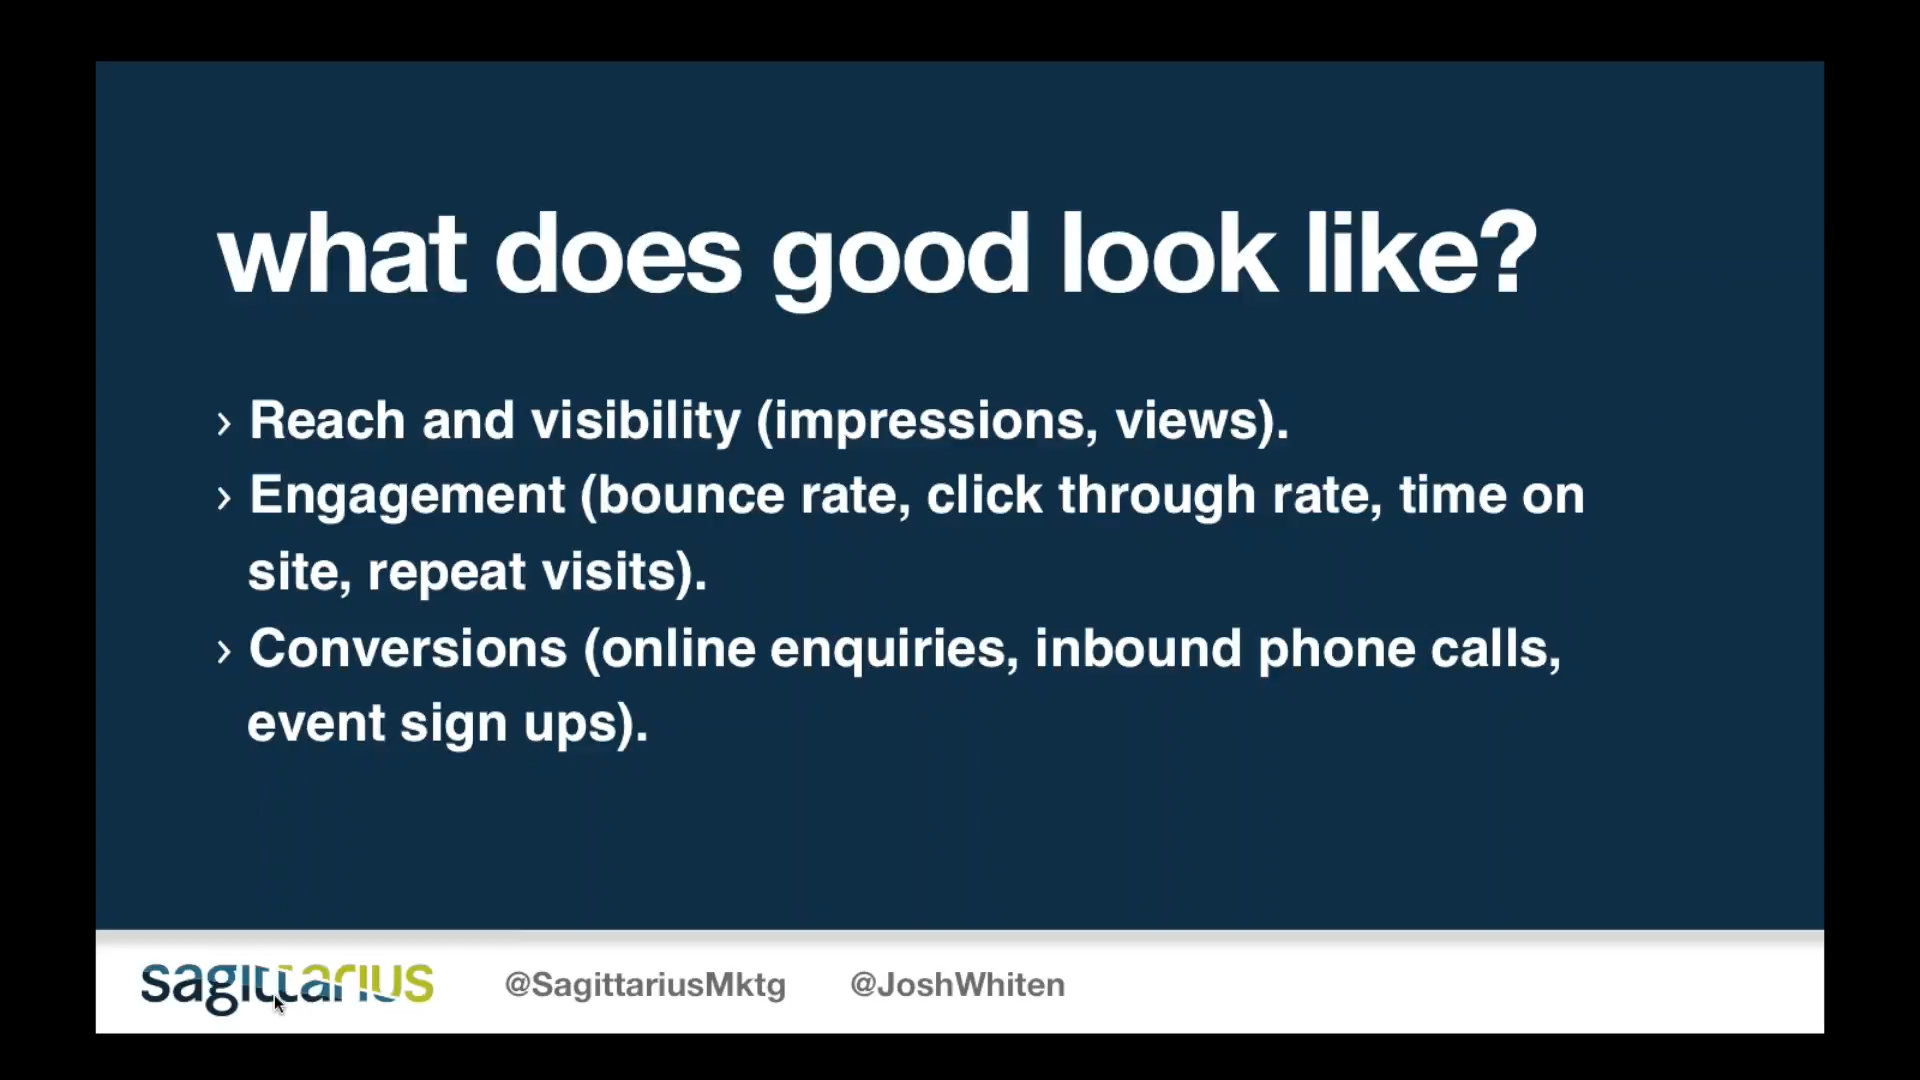 what does good look like?
› Reach and visibility (impressions, views).
› Engagement (bounce rate, click through rate, time on
site, repeat visits).
› Conversions (online enquiries, inbound phone calls,
event sign ups).
sagittarius @SagittariusMktg @JoshWhiten